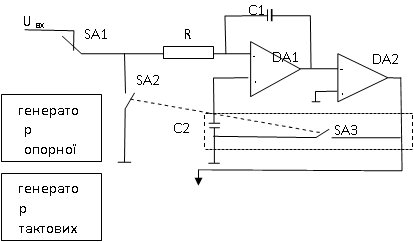 U вх
SA1
R
C1
DA1
DA2
SA2
C2
SA3
генерато
р
опорної
генерато
р
тактових